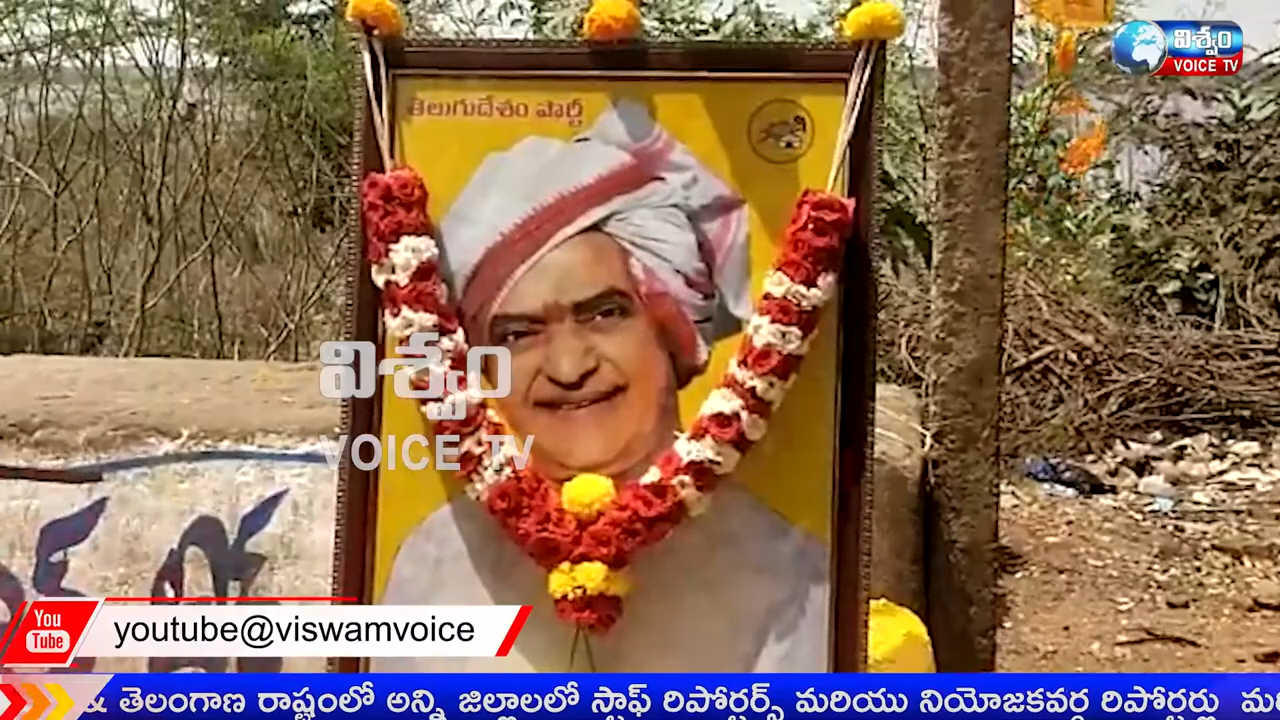 తెలుగుదేశం పార్టీ
విశ్వం
VOICE TV
విశ్వం
VOICE TV
You
Tube
youtube@viswamvoice
& తెలంగాణ రాష్ట్రంలో అన్ని జిల్లాలలో స్టాఫ్ రిపోర్టర్స్ మరియు నియోజకవర్గ రిపోర్టర్లు